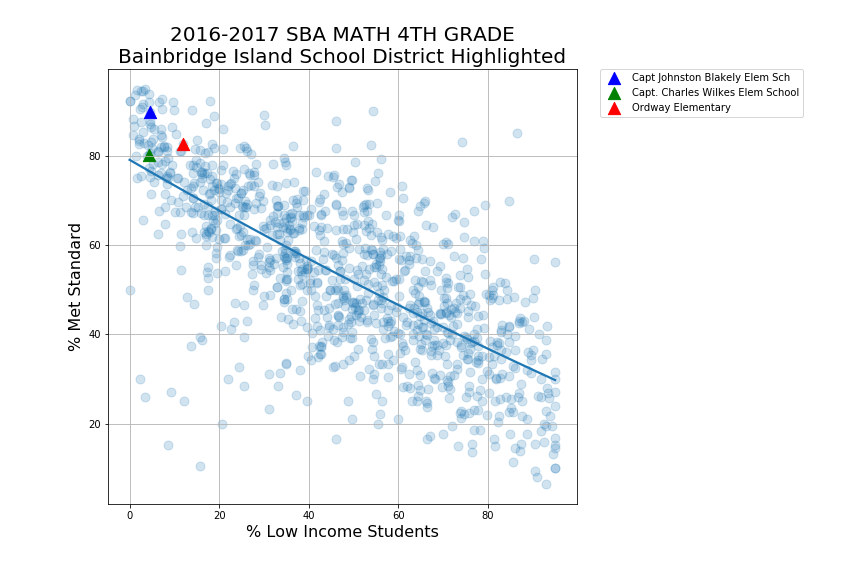 2016-2017 SBA MATH 4TH GRADE
Bainbridge Island School District Highlighted
Capt Johnston Blakely Elem Sch
Capt. Charles Wilkes Elem School
Ordway Elementary
% Met Standard
80
60
40
20
0 20 40 60 80
% Low Income Students